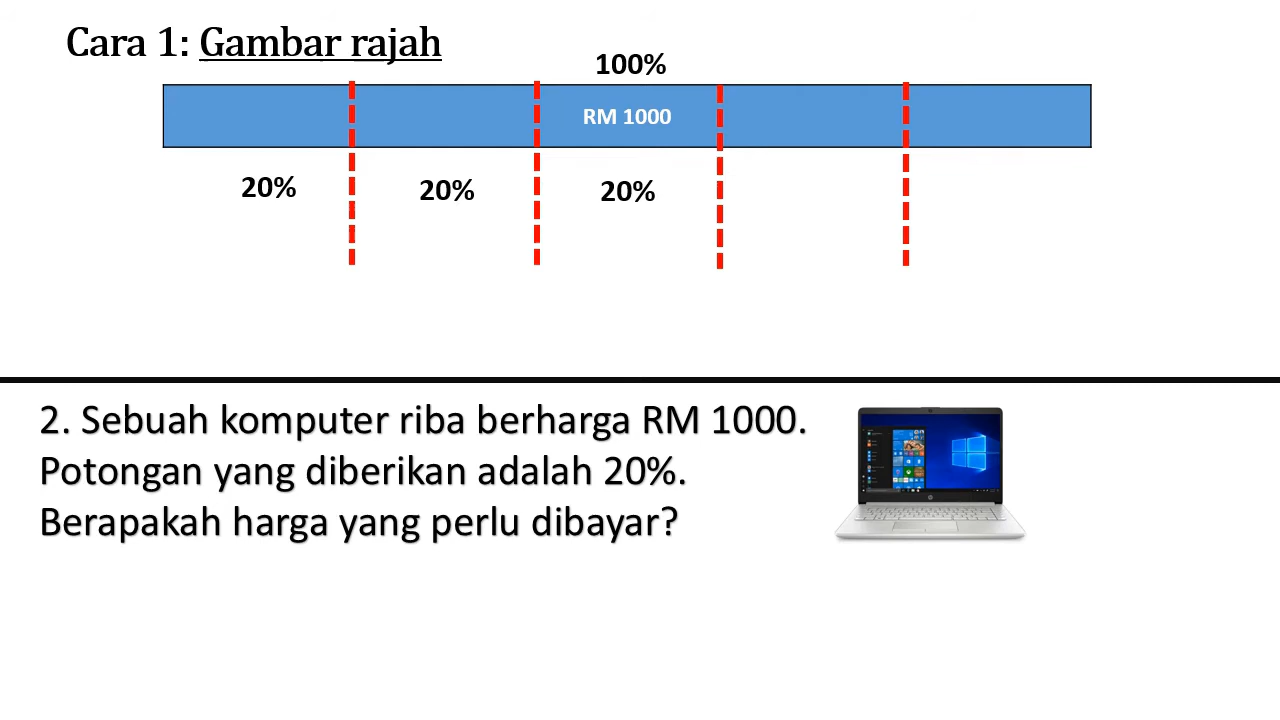 Cara 1: Gambar rajah
100%
RM 1000
20%
20%
20%
2. Sebuah komputer riba berharga RM 1000.
Potongan yang diberikan adalah 20%.
Berapakah harga yang perlu dibayar?